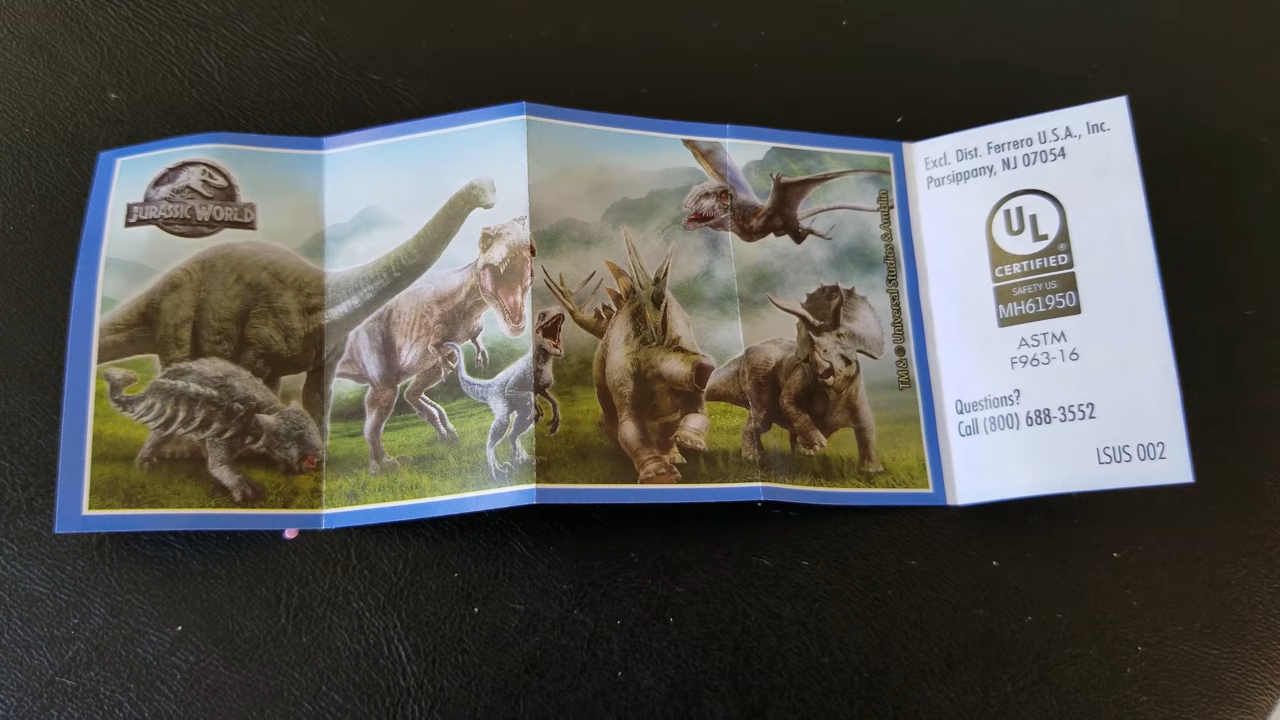 JURASSIC WORLD
TM & © Universal Studios & Amblin
Excl. Dist. Ferrero U.S.A., Inc.
Parsippany, NJ 07054
UL
®
CERTIFIED
SAFETY US
MH61950
ASTM
F963-16
Questions?
Call (800) 688-3552
LSUS 002